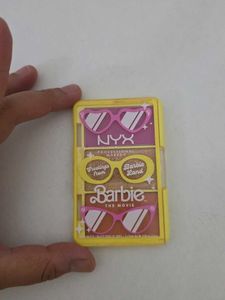 NYX
PROFESSIONAL
MAKEUP
Greetings from
Barbie Land
Barbie
THE MOVIE